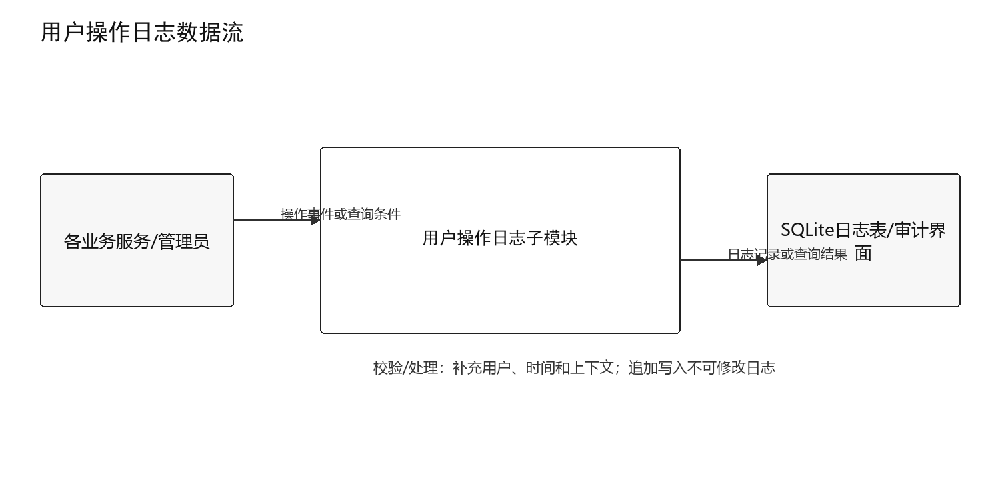 用户操作日志数据流
操作事件或查询条件
各业务服务/管理员
用户操作日志子模块
SQLite日志表/审计界
面
日志记录或查询结果
校验/处理：补充用户、时间和上下文；追加写入不可修改日志